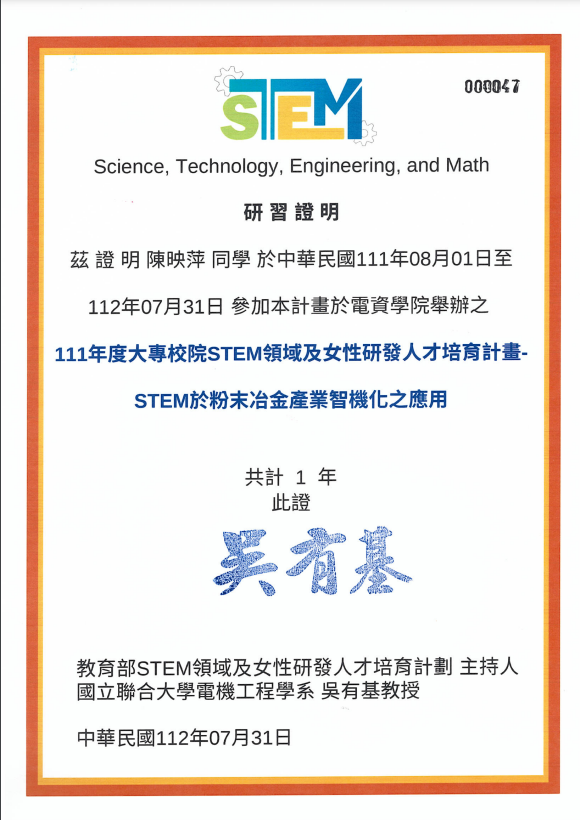 STEM
000047
Science, Technology, Engineering, and Math
研習證明
茲 證 明 陳映萍 同學 於中華民國111年08月01日至
112年07月31日 參加本計畫於電資學院舉辦之
111年度大專校院STEM領域及女性研發人才培育計畫-
STEM於粉末冶金產業智機化之應用
共計 1 年
此證
吳有基
教育部STEM領域及女性研發人才培育計劃 主持人
國立聯合大學電機工程學系 吳有基教授
中華民國112年07月31日